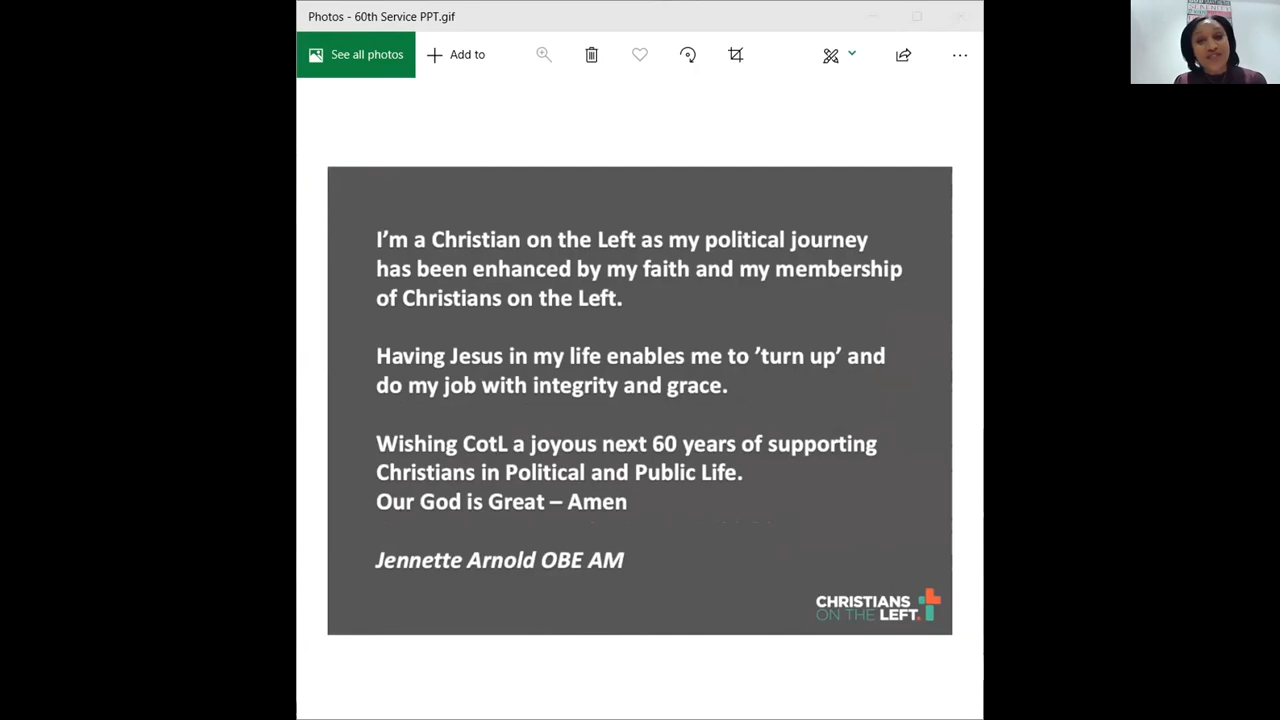 Photos - 60th Service PPT.gif
See all photos
Add to
I'm a Christian on the Left as my political journey
has been enhanced by my faith and my membership
of Christians on the Left.
Having Jesus in my life enables me to 'turn up' and
do my job with integrity and grace.
Wishing CotL a joyous next 60 years of supporting
Christians in Political and Public Life.
Our God is Great – Amen
Jennette Arnold OBE AM
CHRISTIANS
ON THE LEFT.
SERENITY